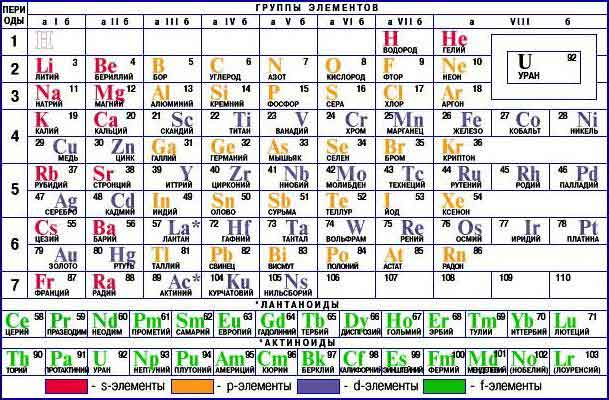 ПЕРИОДЫ ГРУППЫ ЭЛЕМЕНТОВ
а I б а II б а III б а IV б а V б а VI б а VII б а VIII б
1 H H 1 ВОДОРОД He 2 ГЕЛИЙ U 92 УРАН
2 Li 3 ЛИТИЙ Be 4 БЕРИЛЛИЙ B 5 БОР C 6 УГЛЕРОД N 7 АЗОТ O 8 КИСЛОРОД F 9 ФТОР Ne 10 НЕОН
3 Na 11 НАТРИЙ Mg 12 МАГНИЙ Al 13 АЛЮМИНИЙ Si 14 КРЕМНИЙ P 15 ФОСФОР S 16 СЕРА Cl 17 ХЛОР Ar 18 АРГОН
4 K 19 КАЛИЙ Ca 20 КАЛЬЦИЙ 21 Sc СКАНДИЙ 22 Ti ТИТАН 23 V ВАНАДИЙ 24 Cr ХРОМ 25 Mn МАРГАНЕЦ 26 Fe ЖЕЛЕЗО 27 Co КОБАЛЬТ 28 Ni НИКЕЛЬ
29 Cu МЕДЬ 30 Zn ЦИНК Ga 31 ГАЛЛИЙ Ge 32 ГЕРМАНИЙ As 33 МЫШЬЯК Se 34 СЕЛЕН Br 35 БРОМ Kr 36 КРИПТОН
5 Rb 37 РУБИДИЙ Sr 38 СТРОНЦИЙ 39 Y ИТТРИЙ 40 Zr ЦИРКОНИЙ 41 Nb НИОБИЙ 42 Mo МОЛИБДЕН 43 Tc ТЕХНЕЦИЙ 44 Ru РУТЕНИЙ 45 Rh РОДИЙ 46 Pd ПАЛЛАДИЙ
47 Ag СЕРЕБРО 48 Cd КАДМИЙ In 49 ИНДИЙ Sn 50 ОЛОВО Sb 51 СУРЬМА Te 52 ТЕЛЛУР I 53 ЙОД Xe 54 КСЕНОН
6 Cs 55 ЦЕЗИЙ Ba 56 БАРИЙ 57 La* ЛАНТАН 72 Hf ГАФНИЙ 73 Ta ТАНТАЛ 74 W ВОЛЬФРАМ 75 Re РЕНИЙ 76 Os ОСМИЙ 77 Ir ИРИДИЙ 78 Pt ПЛАТИНА
79 Au ЗОЛОТО 80 Hg РТУТЬ Tl 81 ТАЛЛИЙ Pb 82 СВИНЕЦ Bi 83 ВИСМУТ Po 84 ПОЛОНИЙ At 85 АСТАТ Rn 86 РАДОН
7 Fr 87 ФРАНЦИЙ Ra 88 РАДИЙ 89 Ac* АКТИНИЙ 104 Ku КУРЧАТОВИЙ 105 Ns НИЛЬСБОРИЙ 106 107 108 109 110
*ЛАНТАНОИДЫ
Ce 58 ЦЕРИЙ Pr 59 ПРАЗЕОДИМ Nd 60 НЕОДИМ Pm 61 ПРОМЕТИЙ Sm 62 САМАРИЙ Eu 63 ЕВРОПИЙ Gd 64 ГАДОЛИНИЙ Tb 65 ТЕРБИЙ Dy 66 ДИСПРОЗИЙ Ho 67 ГОЛЬМИЙ Er 68 ЭРБИЙ Tm 69 ТУЛИЙ Yb 70 ИТТЕРБИЙ Lu 71 ЛЮТЕЦИЙ
*АКТИНОИДЫ
Th 90 ТОРИЙ Pa 91 ПРОТАКТИНИЙ U 92 УРАН Np 93 НЕПТУНИЙ Pu 94 ПЛУТОНИЙ Am 95 АМЕРИЦИЙ Cm 96 КЮРИЙ Bk 97 БЕРКЛИЙ Cf 98 КАЛИФОРНИЙ Es 99 ЭЙНШТЕЙНИЙ Fm 100 ФЕРМИЙ Md 101 МЕНДЕЛЕВИЙ No 102 (НОБЕЛИЙ) Lr 103 (ЛОУРЕНСИЙ)
- s-элементы - p-элементы - d-элементы - f-элементы